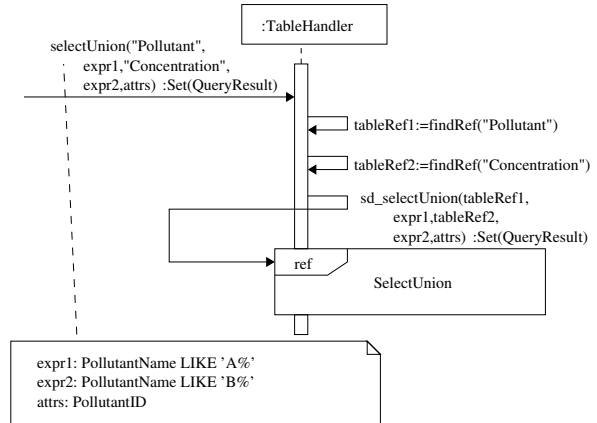 :TableHandler
selectUnion("Pollutant",
expr1,"Concentration",
expr2,attrs) :Set(QueryResult)
tableRef1:=findRef("Pollutant")
tableRef2:=findRef("Concentration")
sd_selectUnion(tableRef1,
expr1,tableRef2,
expr2,attrs) :Set(QueryResult)
ref
SelectUnion
expr1: PollutantName LIKE ’A%’
expr2: PollutantName LIKE ’B%’
attrs: PollutantID